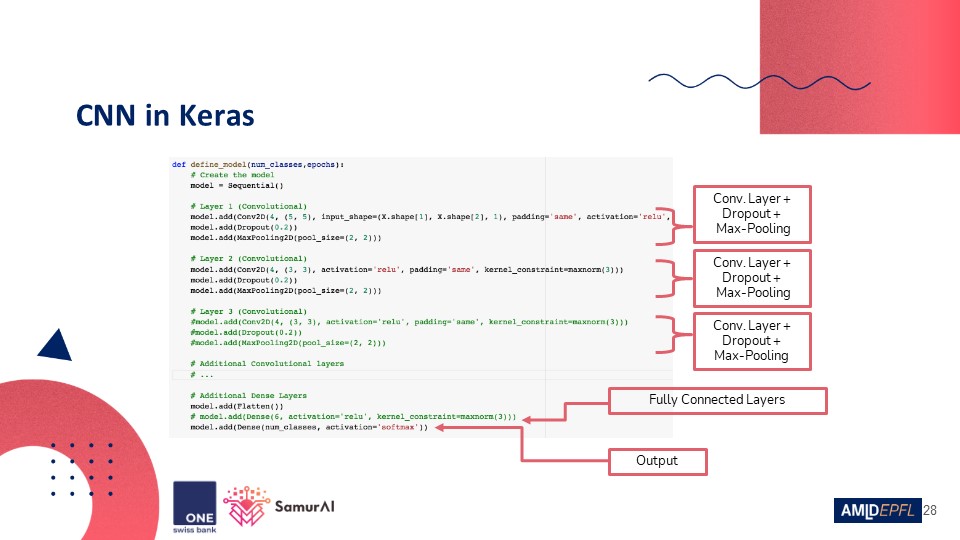 CNN in Keras
def define_model(num_classes,epochs):
# Create the model
model = Sequential()
# Layer 1 (Convolutional)
model.add(Conv2D(4, (5, 5), input_shape=(X.shape[1], X.shape[2], 1), padding='same', activation='relu',
model.add(Dropout(0.2))
model.add(MaxPooling2D(pool_size=(2, 2)))
# Layer 2 (Convolutional)
model.add(Conv2D(4, (3, 3), activation='relu', padding='same', kernel_constraint=maxnorm(3)))
model.add(Dropout(0.2))
model.add(MaxPooling2D(pool_size=(2, 2)))
# Layer 3 (Convolutional)
#model.add(Conv2D(4, (3, 3), activation='relu', padding='same', kernel_constraint=maxnorm(3)))
#model.add(Dropout(0.2))
#model.add(MaxPooling2D(pool_size=(2, 2)))
# Additional Convolutional layers
# ...
# Additional Dense Layers
model.add(Flatten())
# model.add(Dense(6, activation='relu', kernel_constraint=maxnorm(3)))
model.add(Dense(num_classes, activation='softmax'))
Conv. Layer +
Dropout +
Max-Pooling
Conv. Layer +
Dropout +
Max-Pooling
Conv. Layer +
Dropout +
Max-Pooling
Fully Connected Layers
Output
ONE
swiss bank
SamurAI
AMLDEPFL
28